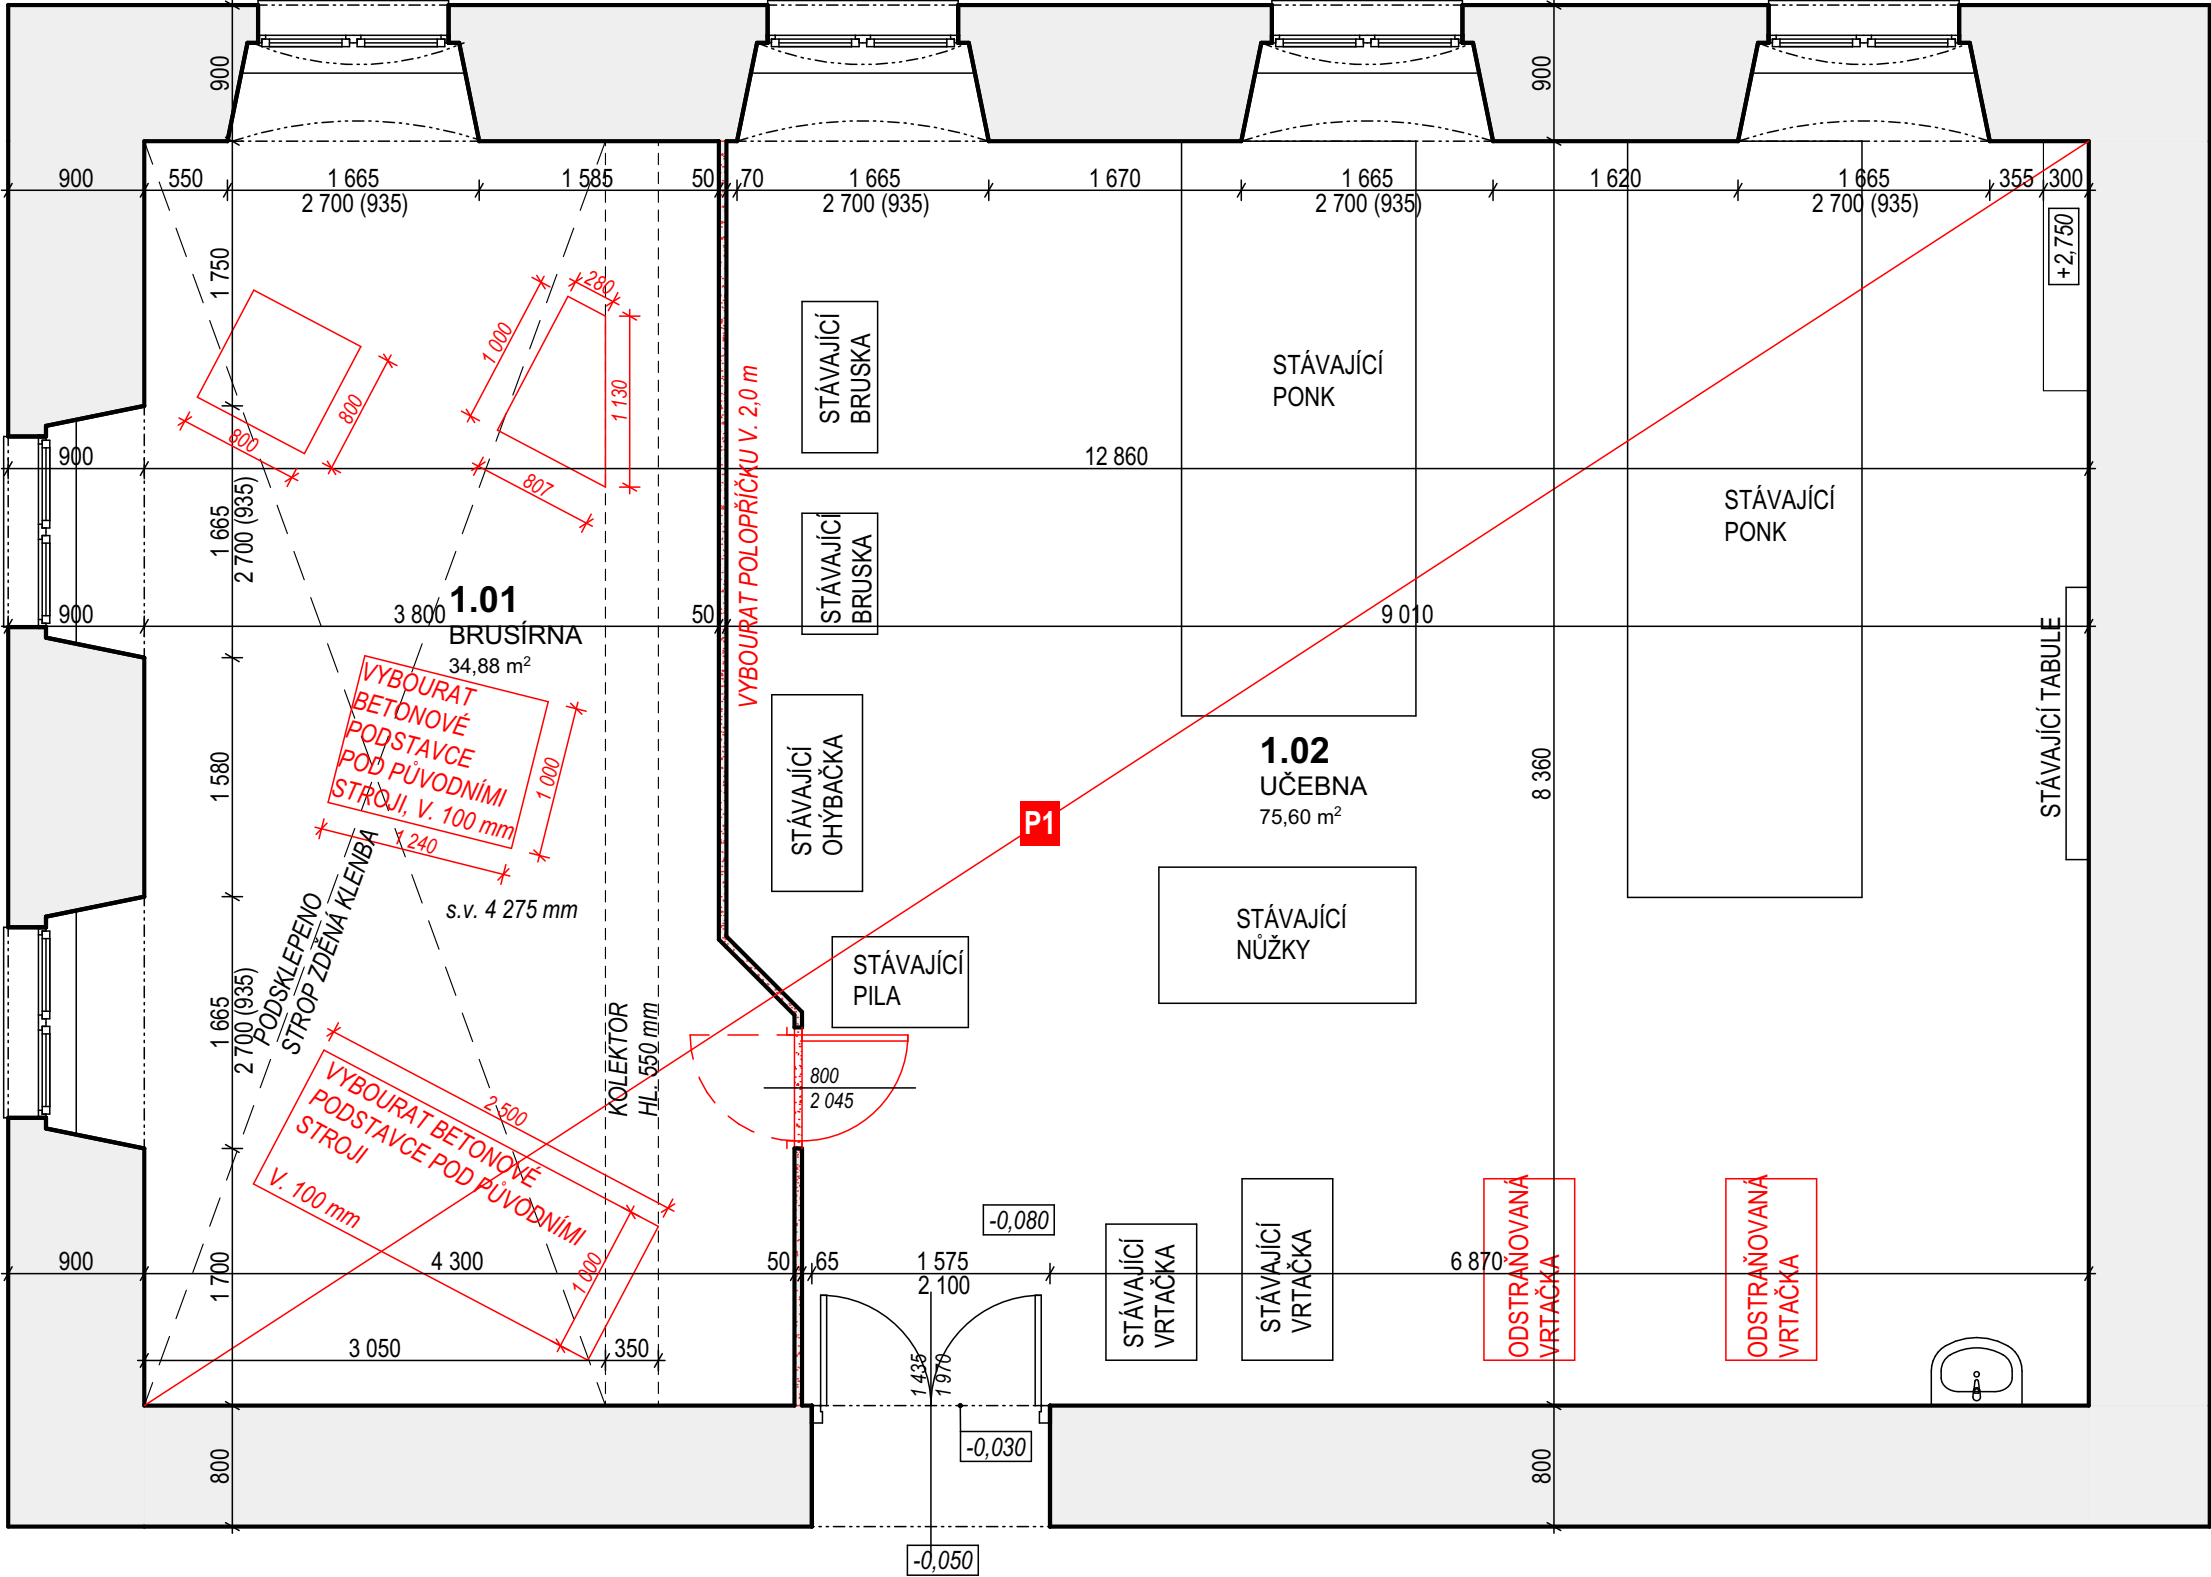 900
900
900
550
1 665
2 700 (935)
1 585
50
70
1 665
2 700 (935)
1 670
1 665
2 700 (935)
1 620
1 665
2 700 (935)
355
300
+2,750
1 750
280
1 000
1 130
800
800
807
VYBOURAT POLOPŘÍČKU V. 2,0 m
STÁVAJÍCÍ
BRUSKA
STÁVAJÍCÍ
PONK
900
12 860
1 665
2 700 (935)
STÁVAJÍCÍ
BRUSKA
STÁVAJÍCÍ
PONK
900
3 800
1.01
BRUSÍRNA
34,88 m²
50
9 010
STÁVAJÍCÍ TABULE
VYBOURAT
BETONOVÉ
PODSTAVCE
POD PŮVODNÍMI
STROJI, V. 100 mm
1 000
1 240
1 580
STÁVAJÍCÍ
OHÝBAČKA
1.02
UČEBNA
75,60 m²
8 360
P1
PODSKLEPENO
STROP ZDĚNÁ KLENBA
s.v. 4 275 mm
STÁVAJÍCÍ
NŮŽKY
STÁVAJÍCÍ
PILA
1 665
2 700 (935)
KOLEKTOR
HL. 550 mm
800
2 045
2 500
VYBOURAT BETONOVÉ
PODSTAVCE POD PŮVODNÍMI
STROJI
V. 100 mm
1 000
-0,080
900
1 700
4 300
50
65
1 575
2 100
STÁVAJÍCÍ
VRTAČKA
STÁVAJÍCÍ
VRTAČKA
6 870
ODSTRAŇOVANÁ
VRTAČKA
ODSTRAŇOVANÁ
VRTAČKA
3 050
350
1 435
1 970
800
-0,030
800
-0,050